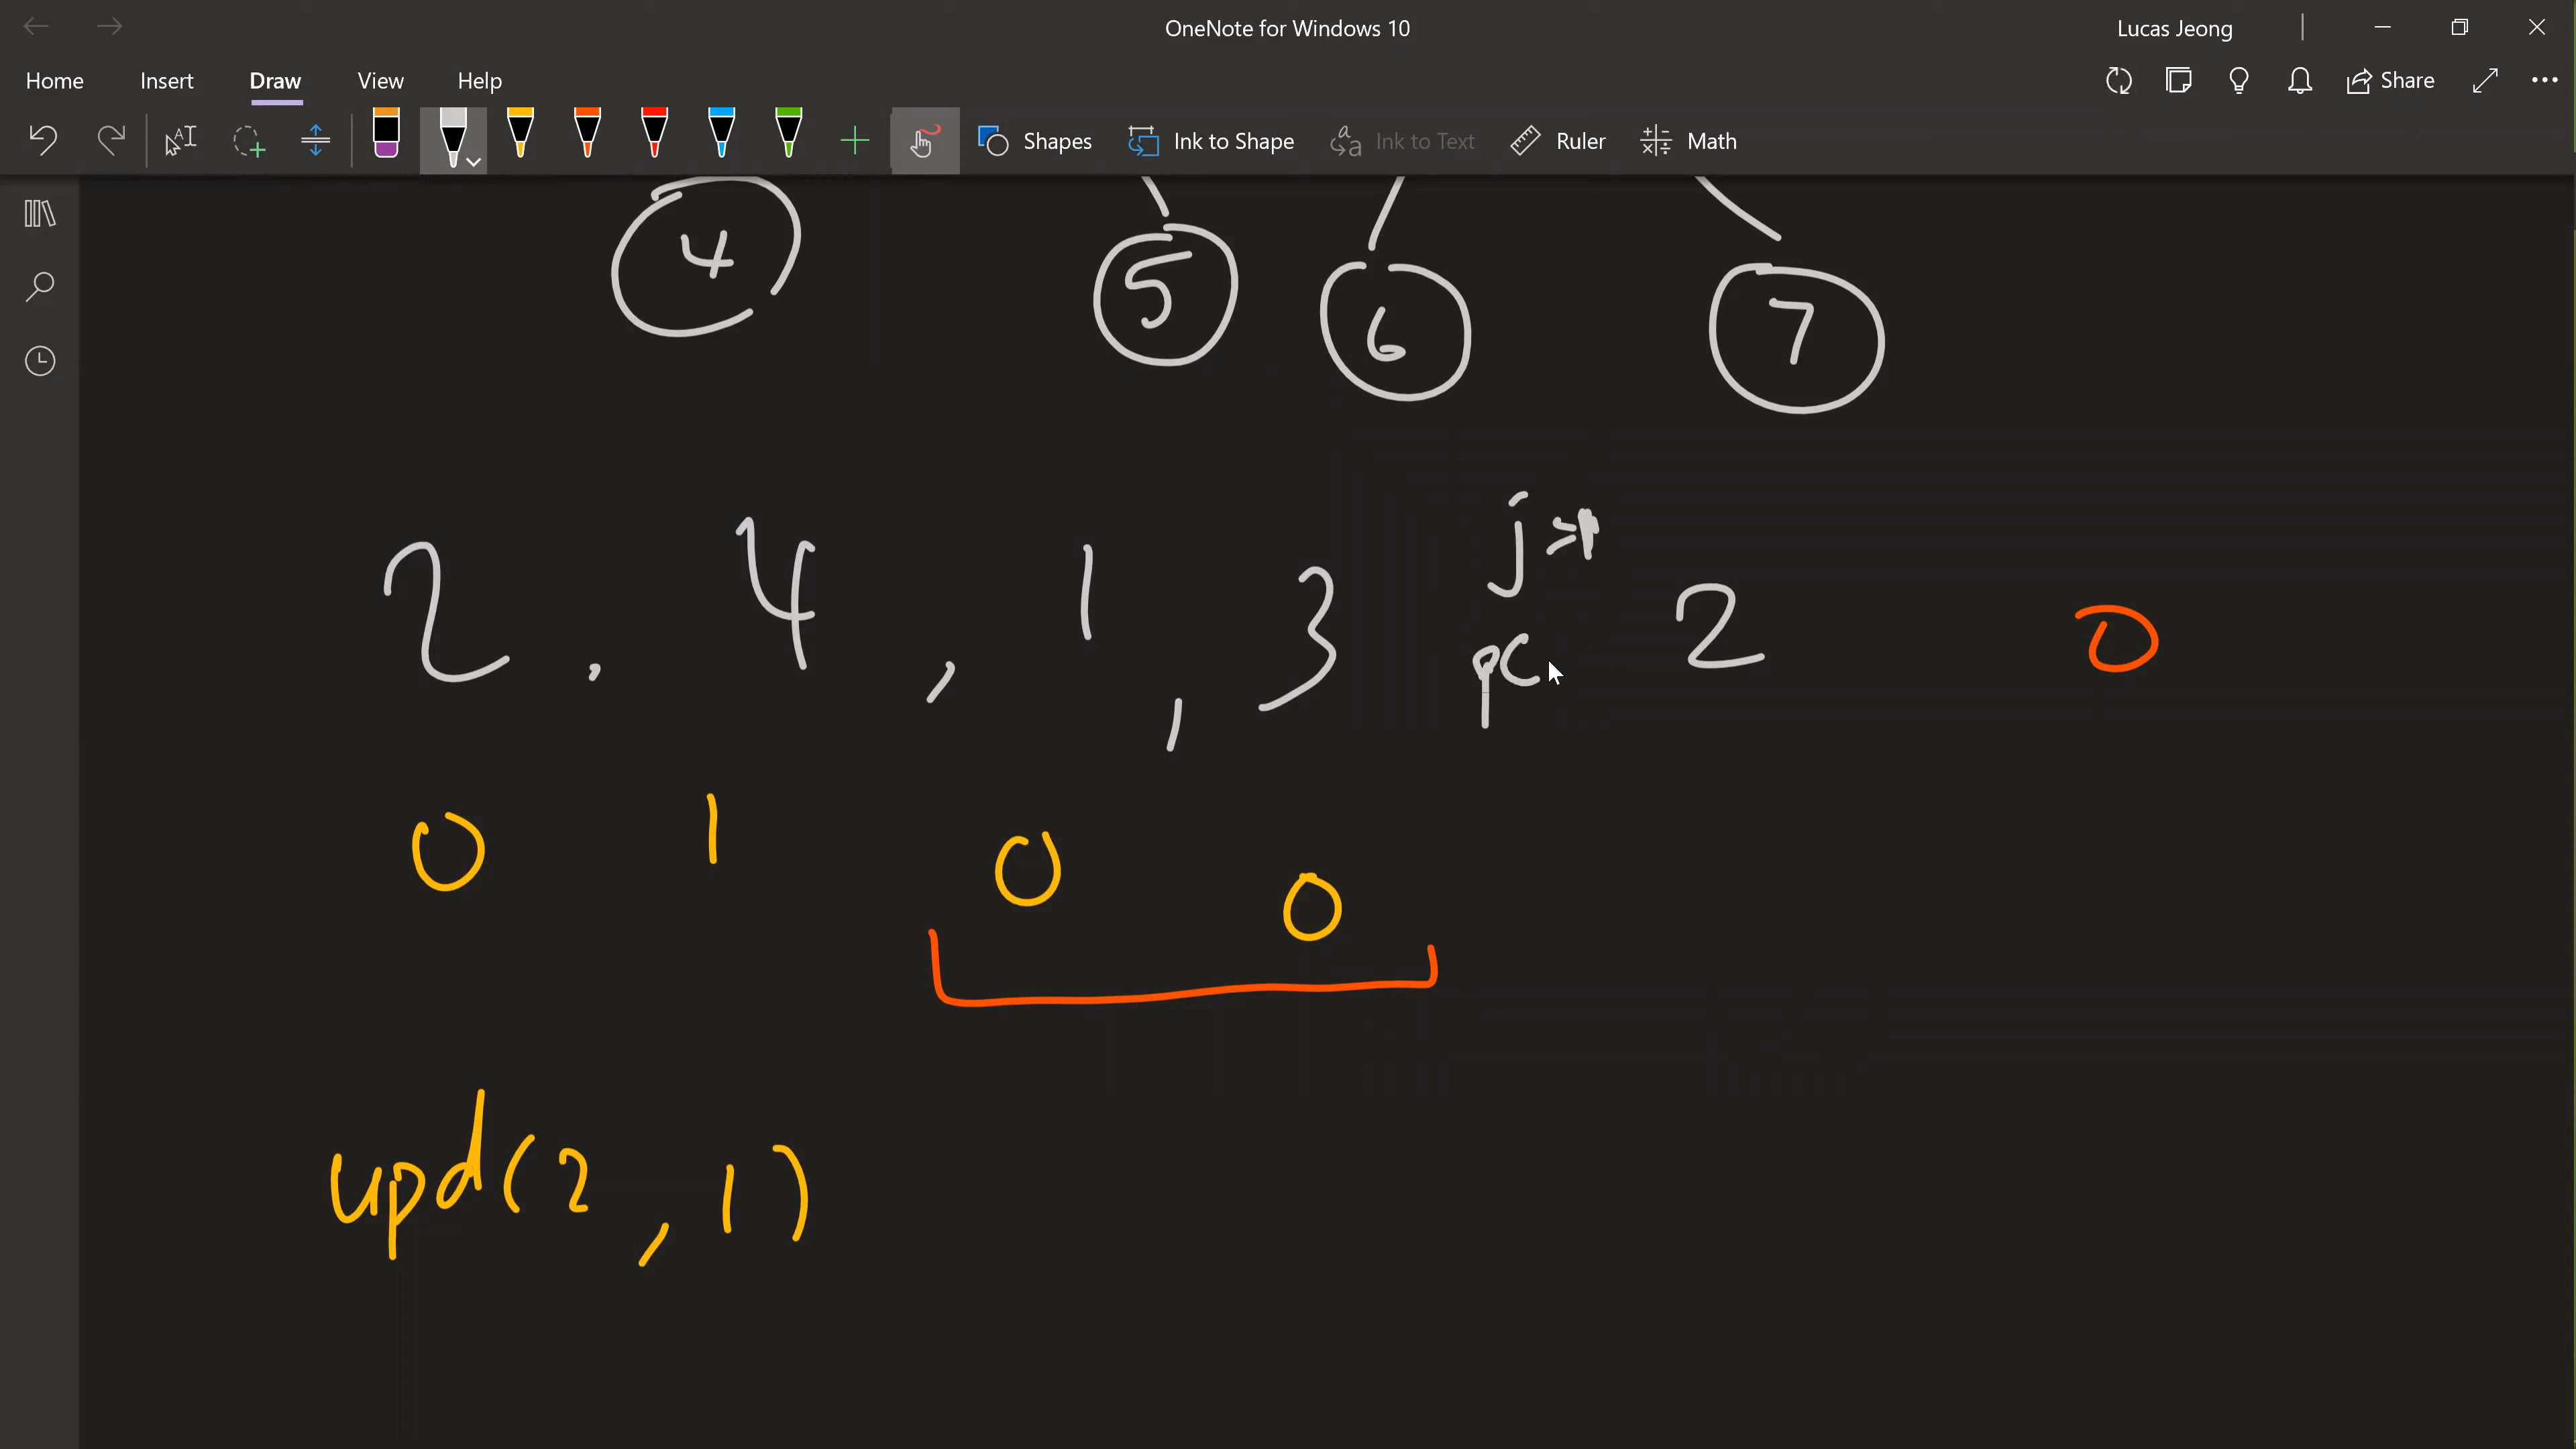 OneNote for Windows 10
Lucas Jeong
Home Insert Draw View Help
Share
Shapes Ink to Shape Ink to Text Ruler Math
4 5 6 7
2, 4, 1, 3
j
pc
2 0
0 1 0 0
upd(2, 1)